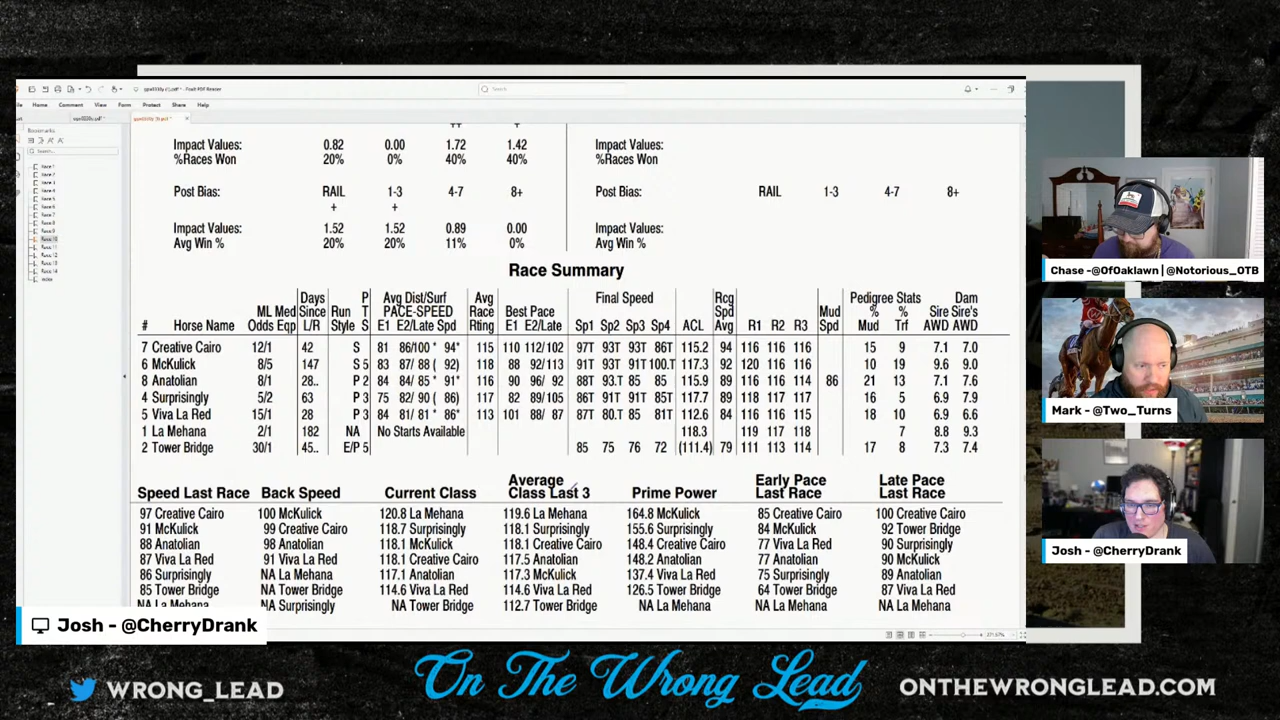 ppsf10y ctl.pdf * - Foxit PDF Reader
Search
Home Comment View Forms Protect Share Help
Bookmarks
Search...
Impact Values: 0.82 0.00 1.72 1.42 Impact Values:
%Races Won 20% 0% 40% 40% %Races Won
Post Bias: RAIL 1-3 4-7 8+ Post Bias: RAIL 1-3 4-7 8+
+ +
Impact Values: 1.52 1.52 0.89 0.00 Impact Values:
Avg Win % 20% 20% 11% 0% Avg Win %
Race Summary
Days P Avg Dist/Surf Avg Rcg Pedigree Stats
ML Med Since Run T PACE-SPEED Race Best Pace Final Speed Spd Mud % % Sire Dam Sire's
# Horse Name Odds Eqp L/R Style S E1 E2/Late Spd Rting E1 E2/Late Sp1 Sp2 Sp3 Sp4 ACL Avg R1 R2 R3 Spd Mud Trf AWD AWD
7 Creative Cairo 12/1 42 S 81 86/100 * 94* 115 110 112/102 97T 93T 93T 86T 115.2 94 116 116 116 15 9 7.1 7.0
6 McKulick 8/5 147 S 5 83 87/ 88 ( 92) 118 88 92/113 91T 93T 91T 100.T 117.3 92 120 116 116 10 19 9.6 9.0
8 Anatolian 8/1 28.. P 2 84 84/ 85 * 91* 116 90 96/ 92 88T 93.T 85 85 115.9 89 116 116 114 86 21 13 7.1 7.6
4 Surprisingly 5/2 63 P 3 75 82/ 90 ( 86) 117 82 89/105 86T 91T 91T 85T 117.7 89 118 117 117 16 5 6.9 7.9
5 Viva La Red 15/1 28 P 3 84 81/ 81 * 86* 113 101 88/ 87 87T 80.T 85 81T 112.6 84 116 116 115 18 10 6.9 6.6
1 La Mehana 2/1 182 NA No Starts Available 118.3 119 117 118 7 8.8 9.3
2 Tower Bridge 30/1 45.. E/P 5 85 75 76 72 (111.4) 79 111 113 114 17 8 7.3 7.4
Speed Last Race Back Speed Current Class Average Class Last 3 Prime Power Early Pace Last Race Late Pace Last Race
97 Creative Cairo 100 McKulick 120.8 La Mehana 119.6 La Mehana 164.8 McKulick 85 Creative Cairo 100 Creative Cairo
91 McKulick 99 Creative Cairo 118.7 Surprisingly 118.1 Surprisingly 155.6 Surprisingly 84 McKulick 92 Tower Bridge
88 Anatolian 98 Anatolian 118.1 McKulick 118.1 Creative Cairo 148.4 Creative Cairo 77 Viva La Red 90 Surprisingly
87 Viva La Red 91 Viva La Red 118.1 Creative Cairo 117.5 Anatolian 148.2 Anatolian 77 Anatolian 90 McKulick
86 Surprisingly NA La Mehana 117.1 Anatolian 117.3 McKulick 137.4 Viva La Red 75 Surprisingly 89 Anatolian
85 Tower Bridge NA Tower Bridge 114.6 Viva La Red 114.6 Viva La Red 126.5 Tower Bridge 64 Tower Bridge 87 Viva La Red
NA La Mehana NA Surprisingly NA Tower Bridge 112.7 Tower Bridge NA La Mehana NA La Mehana NA La Mehana
Chase -@OfOaklawn | @Notorious_OTB
Mark - @Two_Turns
Josh - @CherryDrank
Josh - @CherryDrank
WRONG_LEAD
On The Wrong Lead
ONTHEWRONGLEAD.COM